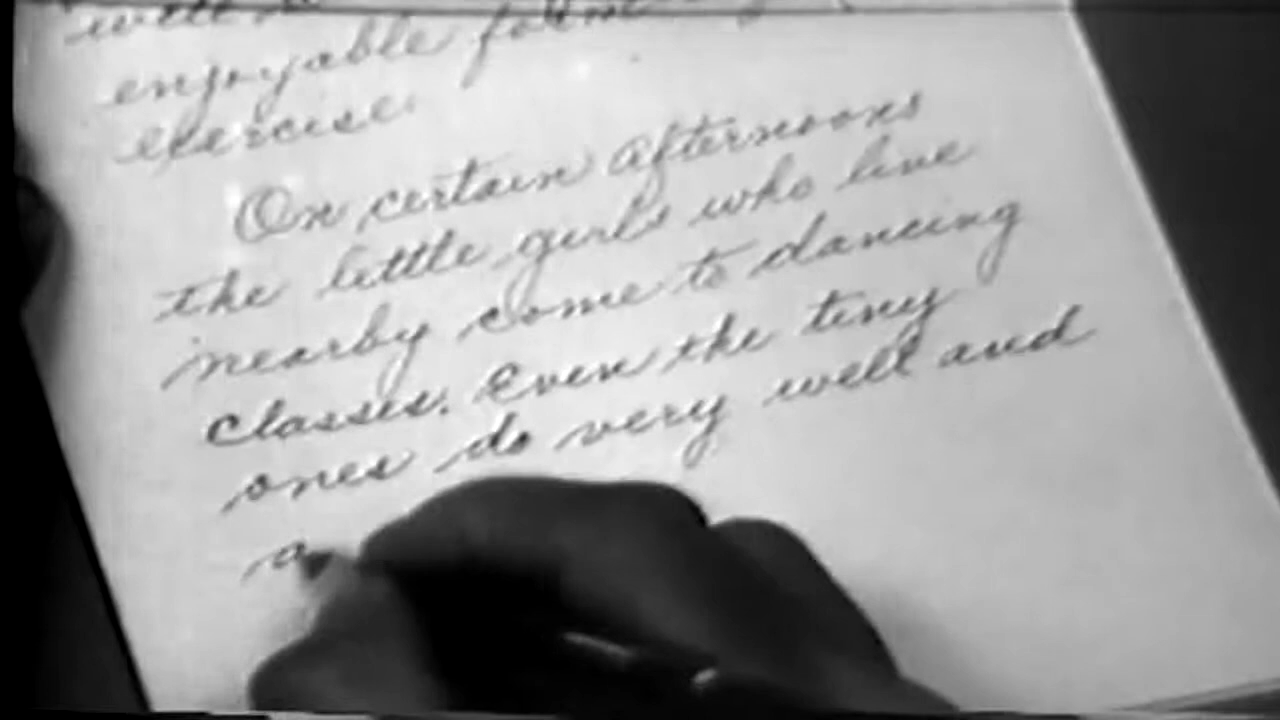 enjoyable form
exercise.
On certain afternoons
the little girls who live
nearby come to dancing
classes. Even the tiny
ones do very well and
a